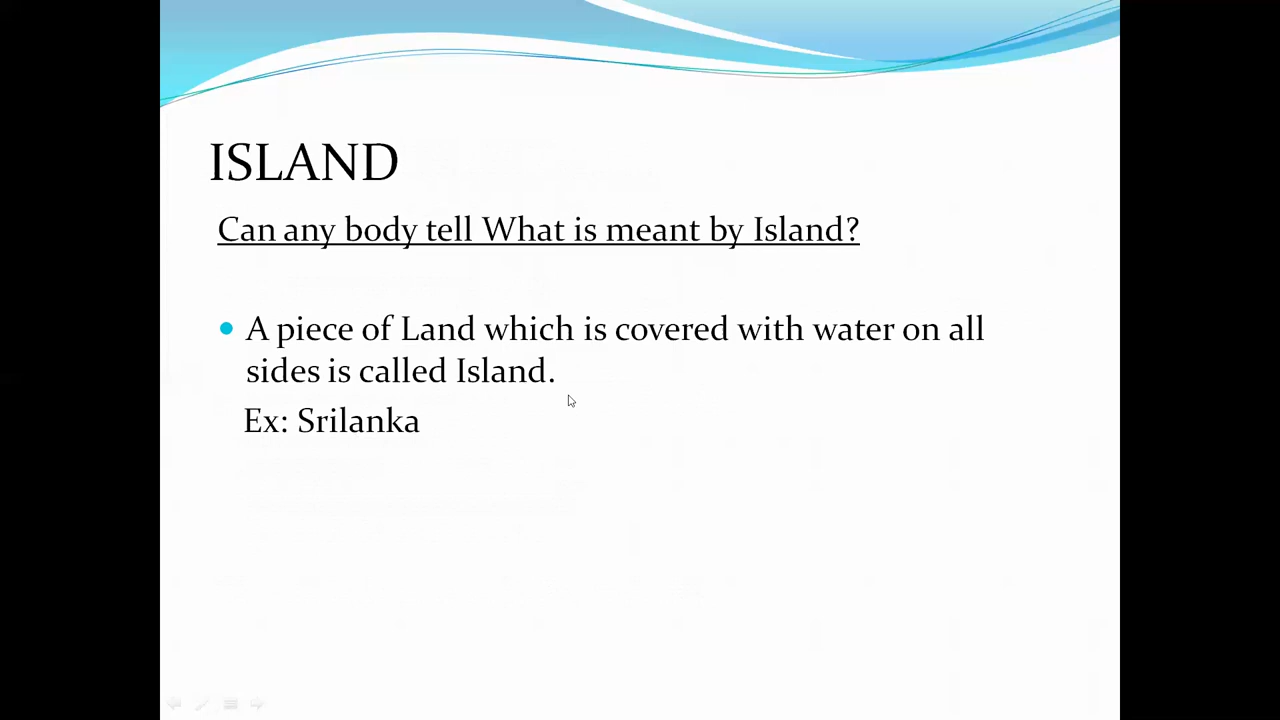 ISLAND
Can any body tell What is meant by Island?
A piece of Land which is covered with water on all
sides is called Island.
Ex: Srilanka